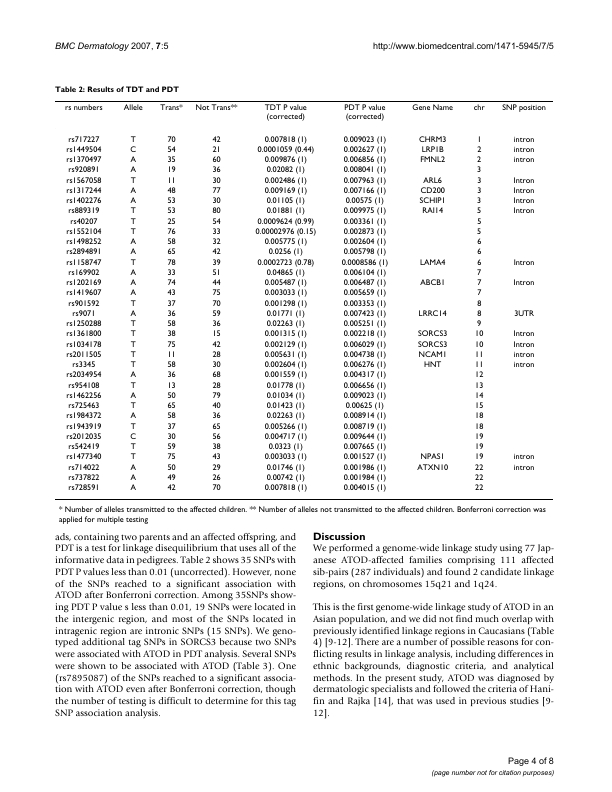 BMC Dermatology 2007, 7:5 http://www.biomedcentral.com/1471-5945/7/5
Table 2: Results of TDT and PDT
rs numbers Allele Trans* Not Trans** TDT P value (corrected) PDT P value (corrected) Gene Name chr SNP position
rs717227 T 70 42 0.007818 (1) 0.009023 (1) CHRM3 1 intron
rs1449504 C 54 21 0.0001059 (0.44) 0.002627 (1) LRP1B 2 intron
rs1370497 A 35 60 0.009876 (1) 0.006856 (1) FMNL2 2 intron
rs920891 A 19 36 0.02082 (1) 0.008041 (1) 3
rs1567058 T 11 30 0.002486 (1) 0.007963 (1) ARL6 3 Intron
rs1317244 A 48 77 0.009169 (1) 0.007166 (1) CD200 3 Intron
rs1402276 A 53 30 0.01105 (1) 0.00575 (1) SCHIP1 3 Intron
rs889319 T 53 80 0.01881 (1) 0.009975 (1) RAI14 5 Intron
rs40207 T 25 54 0.0009624 (0.99) 0.003361 (1) 5
rs1552104 T 76 33 0.00002976 (0.15) 0.002873 (1) 5
rs1498252 A 58 32 0.005775 (1) 0.002604 (1) 6
rs2894891 A 65 42 0.0256 (1) 0.005798 (1) 6
rs1158747 T 78 39 0.0002723 (0.78) 0.0008586 (1) LAMA4 6 Intron
rs169902 A 33 51 0.04865 (1) 0.006104 (1) 7
rs1202169 A 74 44 0.005487 (1) 0.006487 (1) ABCB1 7 Intron
rs1419607 A 43 75 0.003033 (1) 0.005659 (1) 7
rs901592 T 37 70 0.001298 (1) 0.003353 (1) 8
rs9071 A 36 59 0.01771 (1) 0.007423 (1) LRRC14 8 3UTR
rs1250288 T 58 36 0.02263 (1) 0.005251 (1) 9
rs1361800 T 38 15 0.001315 (1) 0.002218 (1) SORCS3 10 Intron
rs1034178 T 75 42 0.002129 (1) 0.006029 (1) SORCS3 10 Intron
rs2011505 T 11 28 0.005631 (1) 0.004738 (1) NCAM1 11 intron
rs3345 T 58 30 0.002604 (1) 0.006276 (1) HNT 11 intron
rs2034954 A 36 68 0.001559 (1) 0.004317 (1) 12
rs954108 T 13 28 0.01778 (1) 0.006656 (1) 13
rs1462256 A 50 79 0.01034 (1) 0.009023 (1) 14
rs725463 T 65 40 0.01423 (1) 0.00625 (1) 15
rs1984372 A 58 36 0.02263 (1) 0.008914 (1) 18
rs1943919 T 37 65 0.005266 (1) 0.008719 (1) 18
rs2012035 C 30 56 0.004717 (1) 0.009644 (1) 19
rs542419 T 59 38 0.0323 (1) 0.007665 (1) 19
rs1477340 T 75 43 0.003033 (1) 0.001527 (1) NPAS1 19 intron
rs714022 A 50 29 0.01746 (1) 0.001986 (1) ATXN10 22 intron
rs737822 A 49 26 0.00742 (1) 0.001984 (1) 22
rs728591 A 42 70 0.007818 (1) 0.004015 (1) 22
* Number of alleles transmitted to the affected children. ** Number of alleles not transmitted to the affected children. Bonferroni correction was
applied for multiple testing
ads, containing two parents and an affected offspring, and
PDT is a test for linkage disequilibrium that uses all of the
informative data in pedigrees. Table 2 shows 35 SNPs with
PDT P values less than 0.01 (uncorrected). However, none
of the SNPs reached to a significant association with
ATOD after Bonferroni correction. Among 35SNPs show-
ing PDT P value s less than 0.01, 19 SNPs were located in
the intergenic region, and most of the SNPs located in
intragenic region are intronic SNPs (15 SNPs). We geno-
typed additional tag SNPs in SORCS3 because two SNPs
were associated with ATOD in PDT analysis. Several SNPs
were shown to be associated with ATOD (Table 3). One
(rs7895087) of the SNPs reached to a significant associa-
tion with ATOD even after Bonferroni correction, though
the number of testing is difficult to determine for this tag
SNP association analysis.
Discussion
We performed a genome-wide linkage study using 77 Jap-
anese ATOD-affected families comprising 111 affected
sib-pairs (287 individuals) and found 2 candidate linkage
regions, on chromosomes 15q21 and 1q24.
This is the first genome-wide linkage study of ATOD in an
Asian population, and we did not find much overlap with
previously identified linkage regions in Caucasians (Table
4) [9-12]. There are a number of possible reasons for con-
flicting results in linkage analysis, including differences in
ethnic backgrounds, diagnostic criteria, and analytical
methods. In the present study, ATOD was diagnosed by
dermatologic specialists and followed the criteria of Hani-
fin and Rajka [14], that was used in previous studies [9-
12].
Page 4 of 8
(page number not for citation purposes)